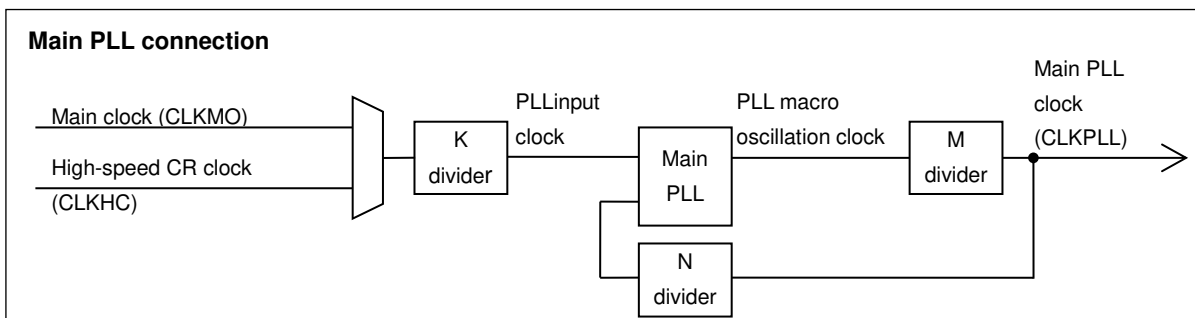 Main PLL connection
Main clock (CLKMO)
High-speed CR clock
(CLKHC)
K
divider
PLLinput
clock
Main
PLL
PLL macro
oscillation clock
M
divider
Main PLL
clock
(CLKPLL)
N
divider